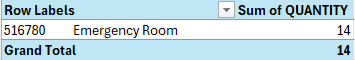 Row Labels Sum of QUANTITY
516780 Emergency Room 14
Grand Total 14